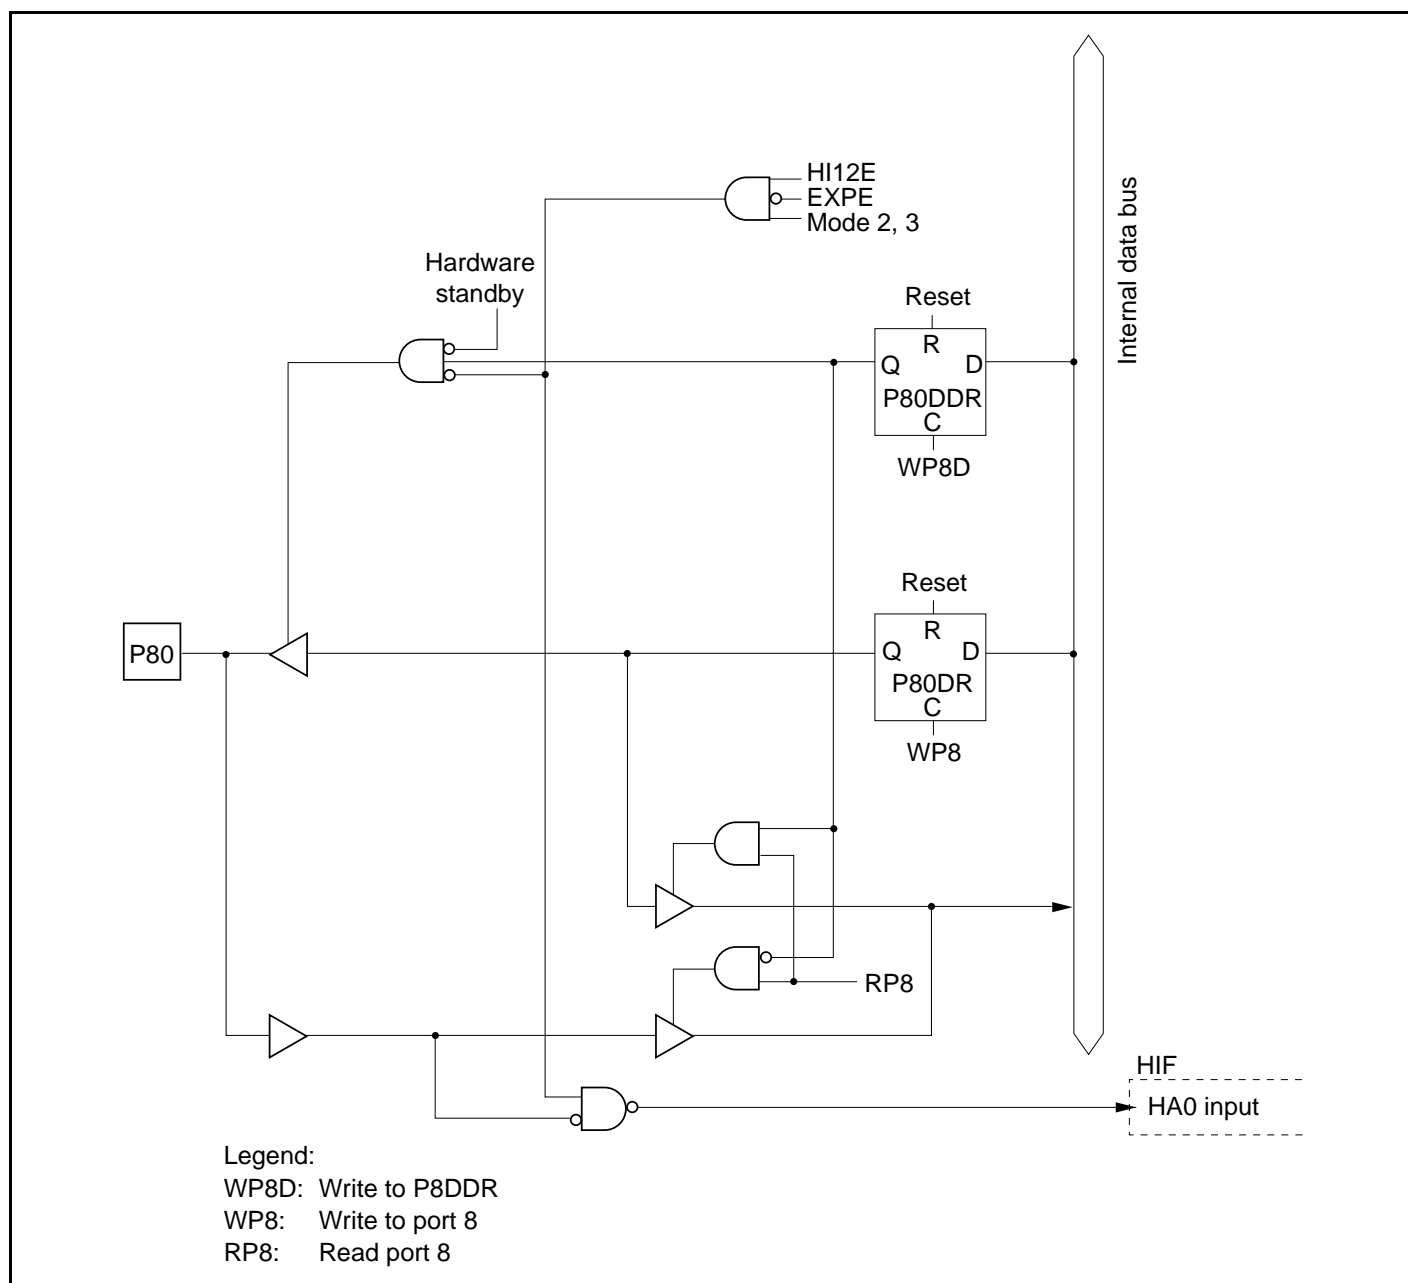 HI12E
EXPE
Mode 2, 3
Internal data bus
Hardware
standby
Reset
R
Q D
P80DDR
C
WP8D
Reset
R
P80
Q D
P80DR
C
WP8
RP8
HIF
HA0 input
Legend:
WP8D: Write to P8DDR
WP8: Write to port 8
RP8: Read port 8